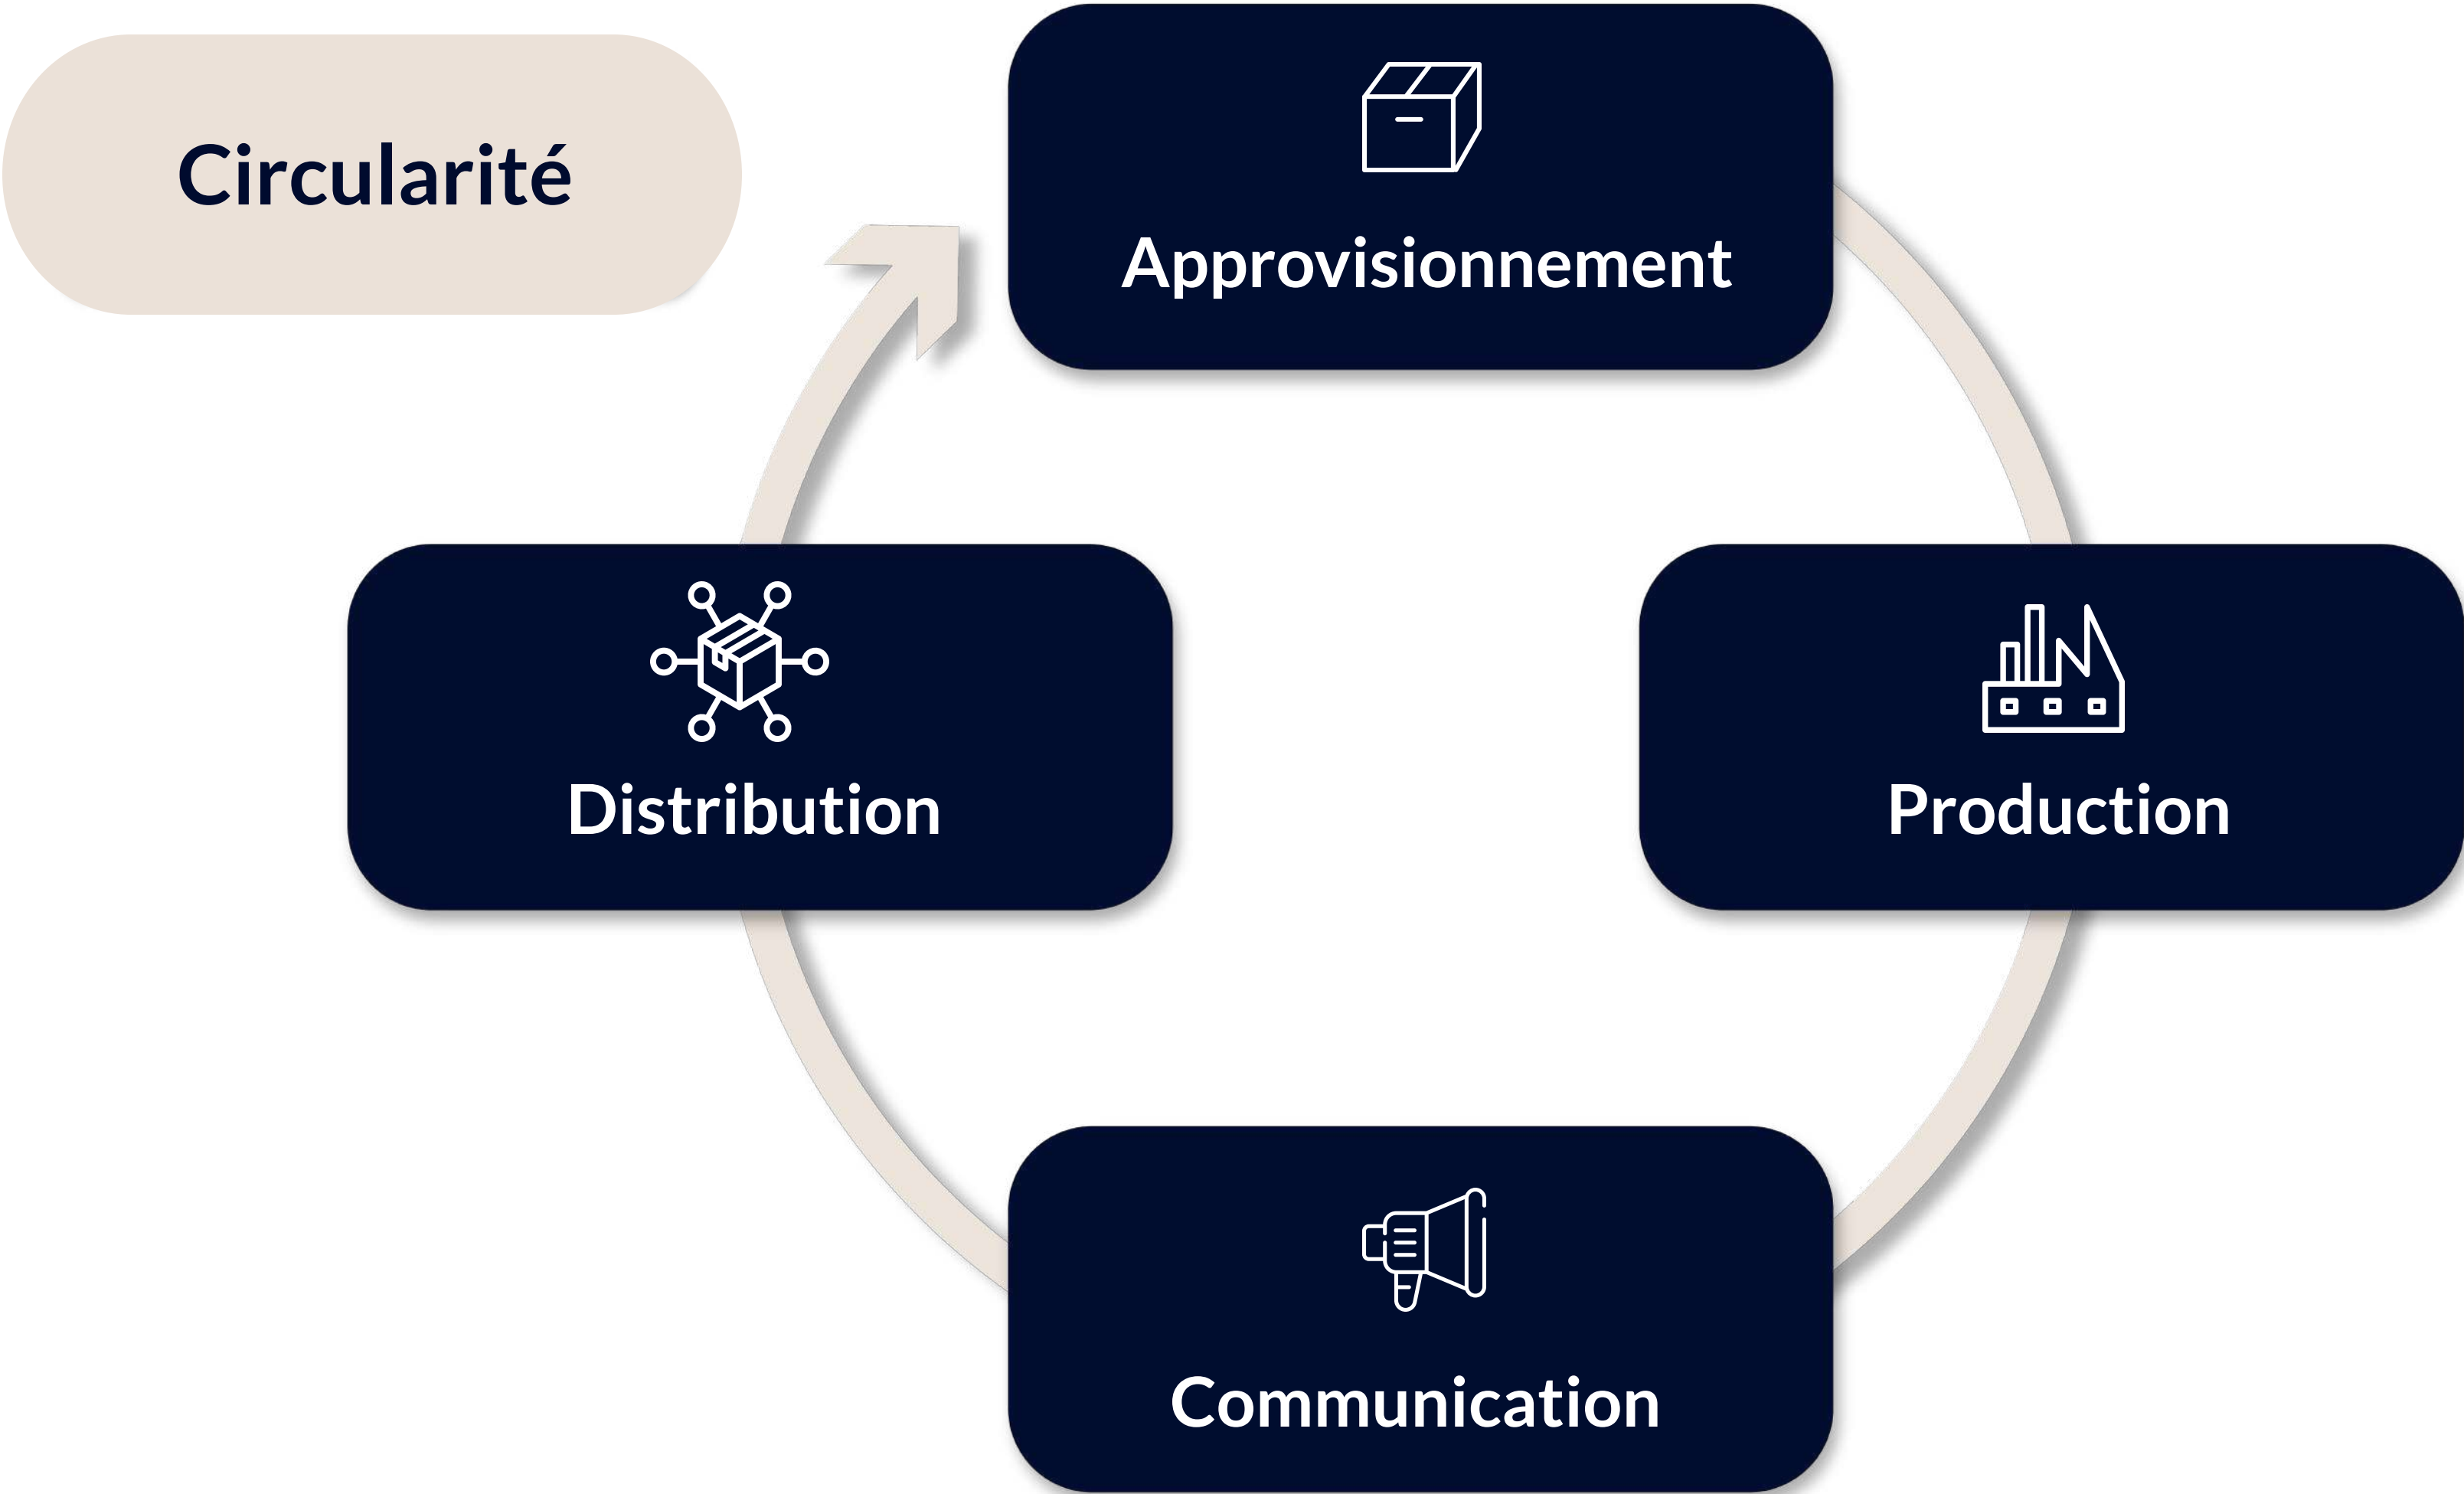 Circularité
Approvisionnement
Distribution
Production
Communication